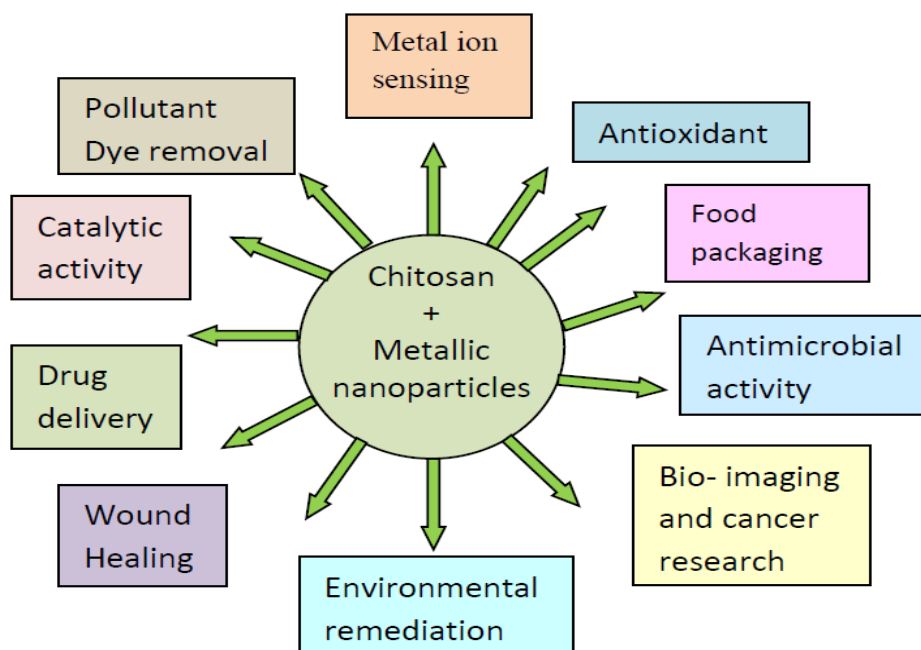 Metal ion
sensing
Pollutant
Dye removal
Antioxidant
Catalytic
activity
Food
packaging
Chitosan
+
Metallic
nanoparticles
Drug
delivery
Antimicrobial
activity
Wound
Healing
Bio- imaging
and cancer
research
Environmental
remediation